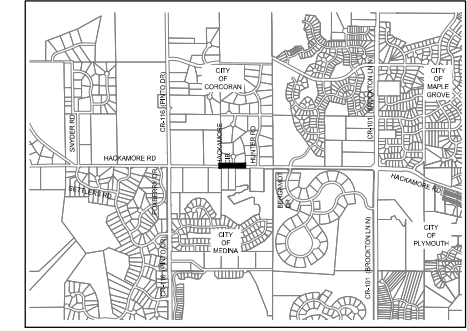 CITY
OF
CORCORAN
CITY
OF
MAPLE
GROVE
SNYDER RD
CR-116 (PINTO DR)
HACKAMORE
CIR
HUNTER RD
CR-101 (BROCKTON LN N)
HACKAMORE RD
HACKAMORE RD
SETTLERS RD
BERGAMOT
DR
CITY
OF
MEDINA
CITY
OF
PLYMOUTH
CR-116 (PINTO DR)
CR-101 (BROCKTON LN N)